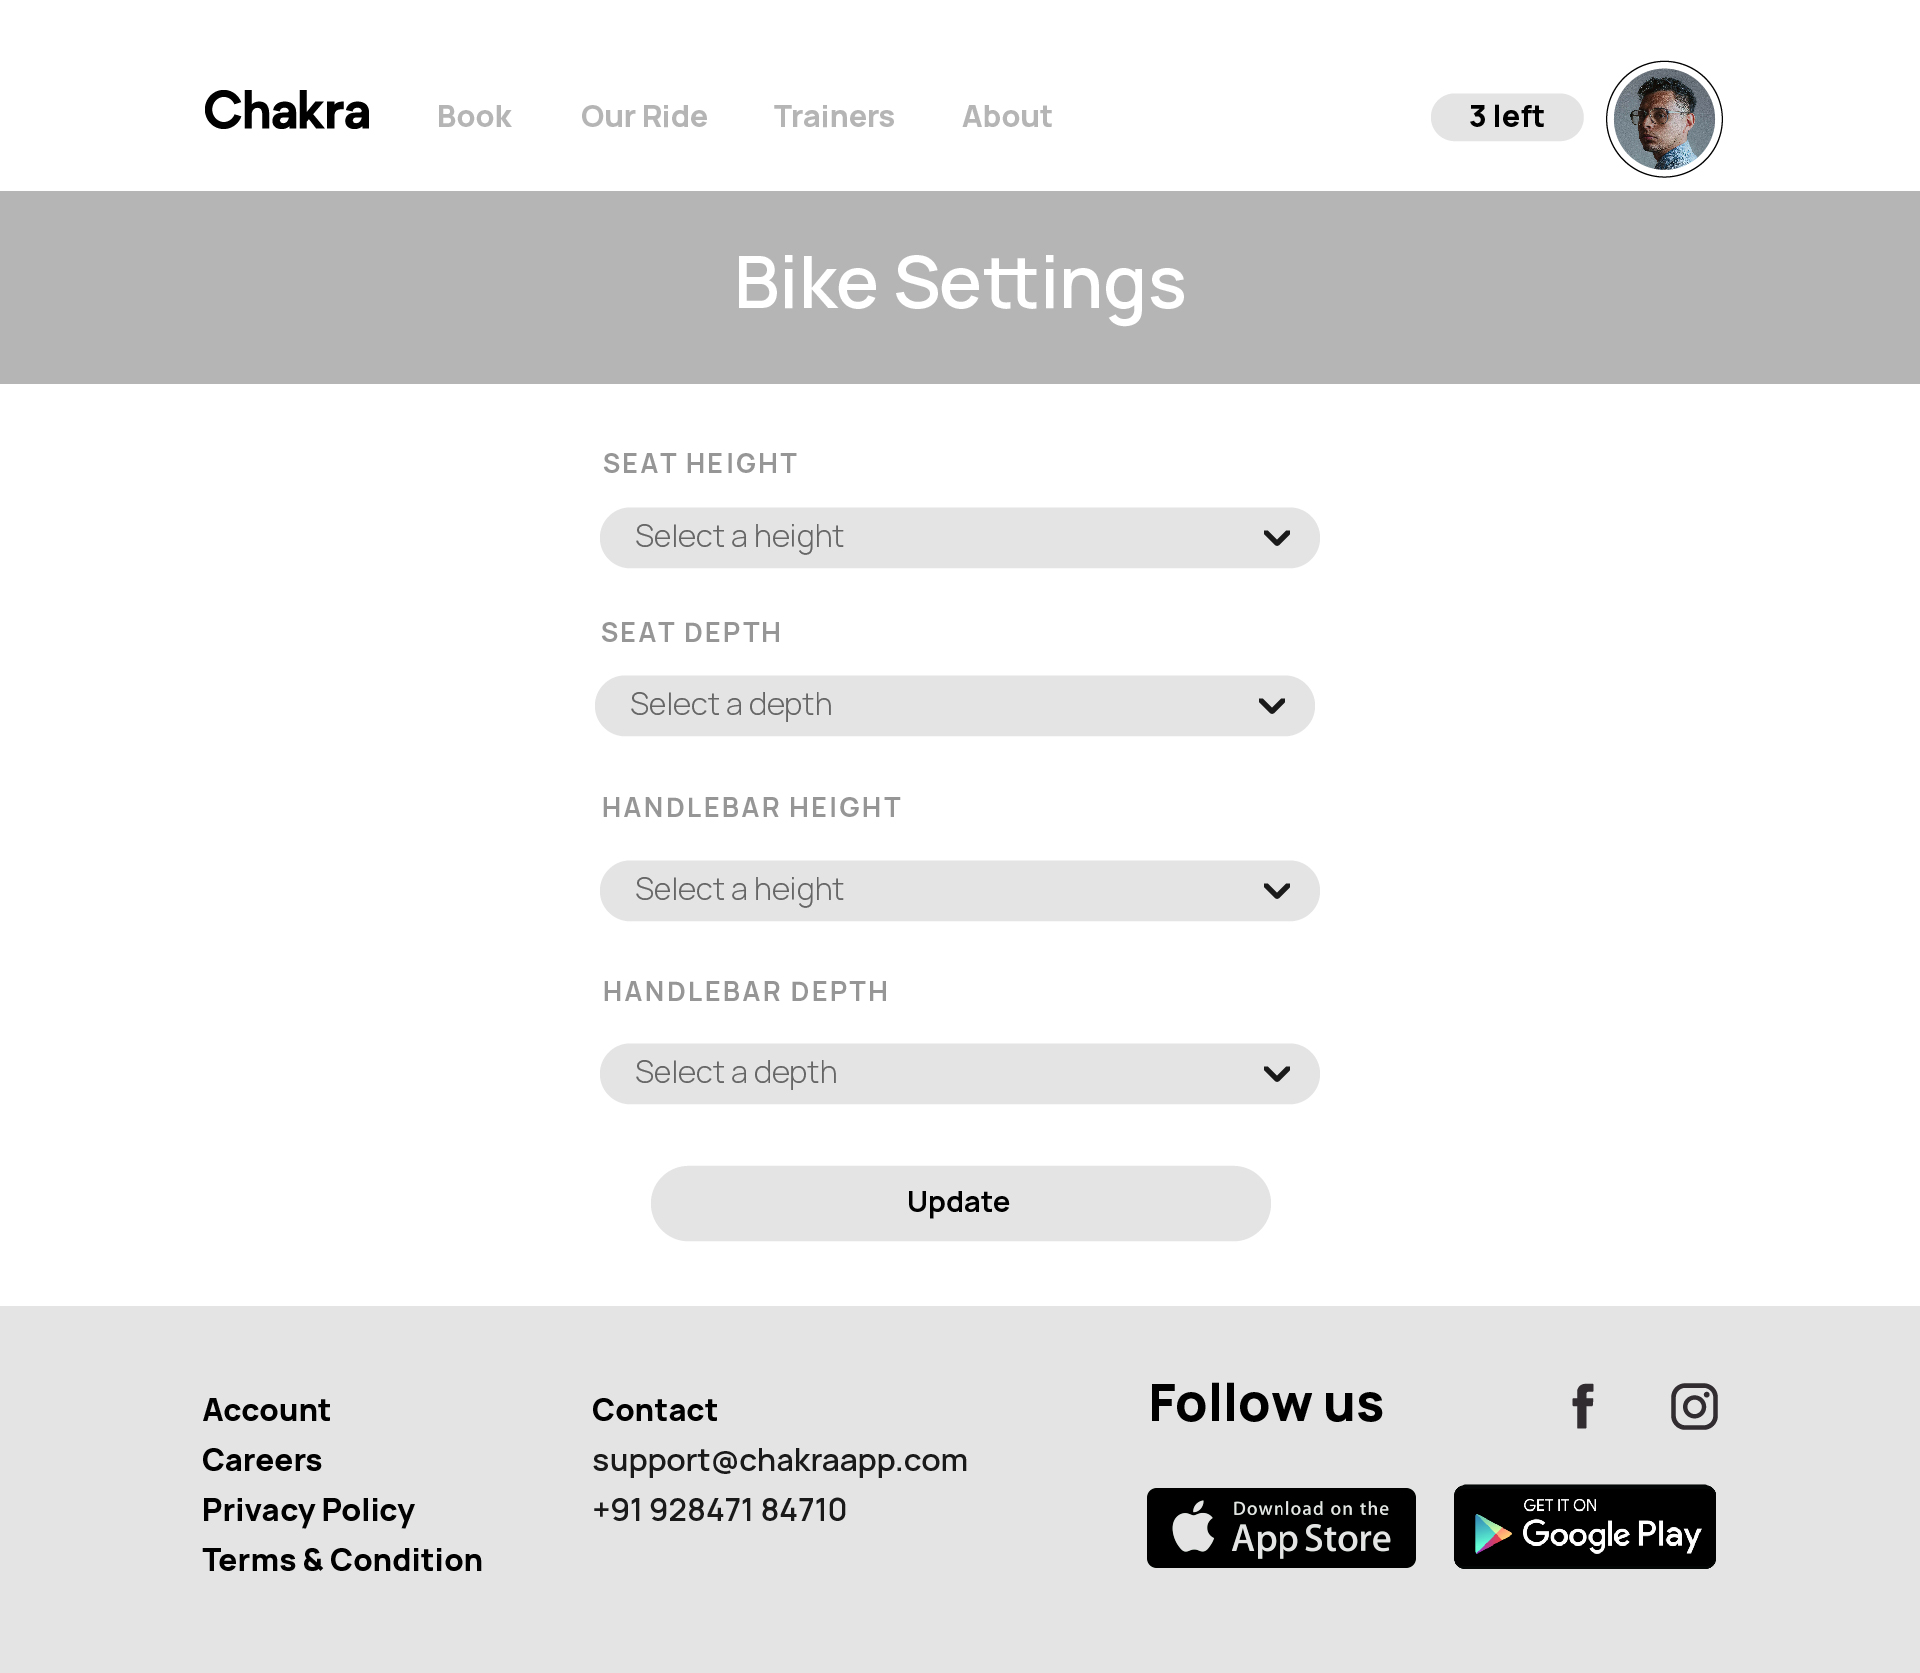 Chakra
Book
Our Ride
Trainers
About
3 left
Bike Settings
SEAT HEIGHT
Select a height
SEAT DEPTH
Select a depth
HANDLEBAR HEIGHT
Select a height
HANDLEBAR DEPTH
Select a depth
Update
Account
Careers
Privacy Policy
Terms & Condition
Contact
support@chakraapp.com
+91 928471 84710
Follow us
Download on the
App Store
GET IT ON
Google Play